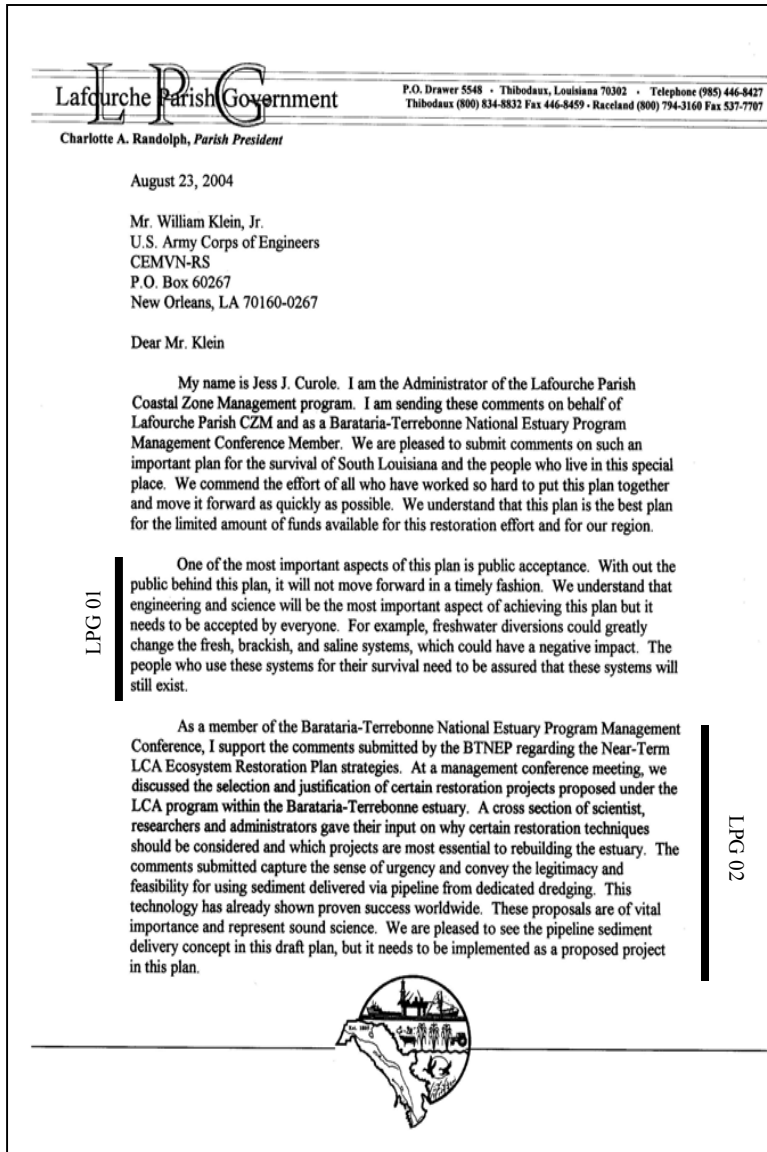 Lafourche Parish Government
P.O. Drawer 5548 • Thibodaux, Louisiana 70302 • Telephone (985) 446-8427
Thibodaux (800) 834-8832 Fax 446-8459 • Raceland (800) 794-3160 Fax 537-7707
Charlotte A. Randolph, Parish President
August 23, 2004
Mr. William Klein, Jr.
U.S. Army Corps of Engineers
CEMVN-RS
P.O. Box 60267
New Orleans, LA 70160-0267
Dear Mr. Klein
My name is Jess J. Curole. I am the Administrator of the Lafourche Parish
Coastal Zone Management program. I am sending these comments on behalf of
Lafourche Parish CZM and as a Barataria-Terrebonne National Estuary Program
Management Conference Member. We are pleased to submit comments on such an
important plan for the survival of South Louisiana and the people who live in this special
place. We commend the effort of all who have worked so hard to put this plan together
and move it forward as quickly as possible. We understand that this plan is the best plan
for the limited amount of funds available for this restoration effort and for our region.
LPG 01
One of the most important aspects of this plan is public acceptance. With out the
public behind this plan, it will not move forward in a timely fashion. We understand that
engineering and science will be the most important aspect of achieving this plan but it
needs to be accepted by everyone. For example, freshwater diversions could greatly
change the fresh, brackish, and saline systems, which could have a negative impact. The
people who use these systems for their survival need to be assured that these systems will
still exist.
As a member of the Barataria-Terrebonne National Estuary Program Management
Conference, I support the comments submitted by the BTNEP regarding the Near-Term
LCA Ecosystem Restoration Plan strategies. At a management conference meeting, we
discussed the selection and justification of certain restoration projects proposed under the
LCA program within the Barataria-Terrebonne estuary. A cross section of scientist,
researchers and administrators gave their input on why certain restoration techniques
should be considered and which projects are most essential to rebuilding the estuary. The
comments submitted capture the sense of urgency and convey the legitimacy and
feasibility for using sediment delivered via pipeline from dedicated dredging. This
technology has already shown proven success worldwide. These proposals are of vital
importance and represent sound science. We are pleased to see the pipeline sediment
delivery concept in this draft plan, but it needs to be implemented as a proposed project
in this plan.
LPG 02